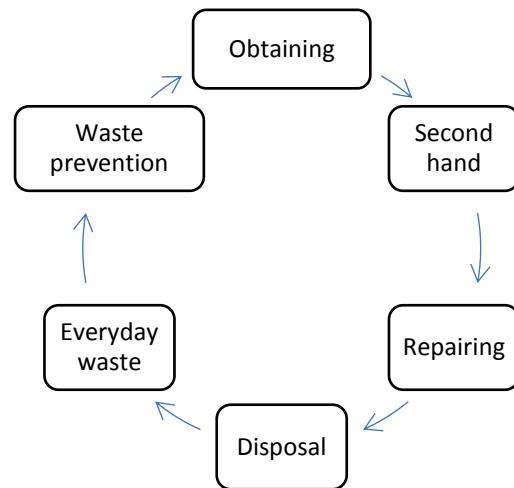 Obtaining
Second
hand
Repairing
Disposal
Everyday
waste
Waste
prevention